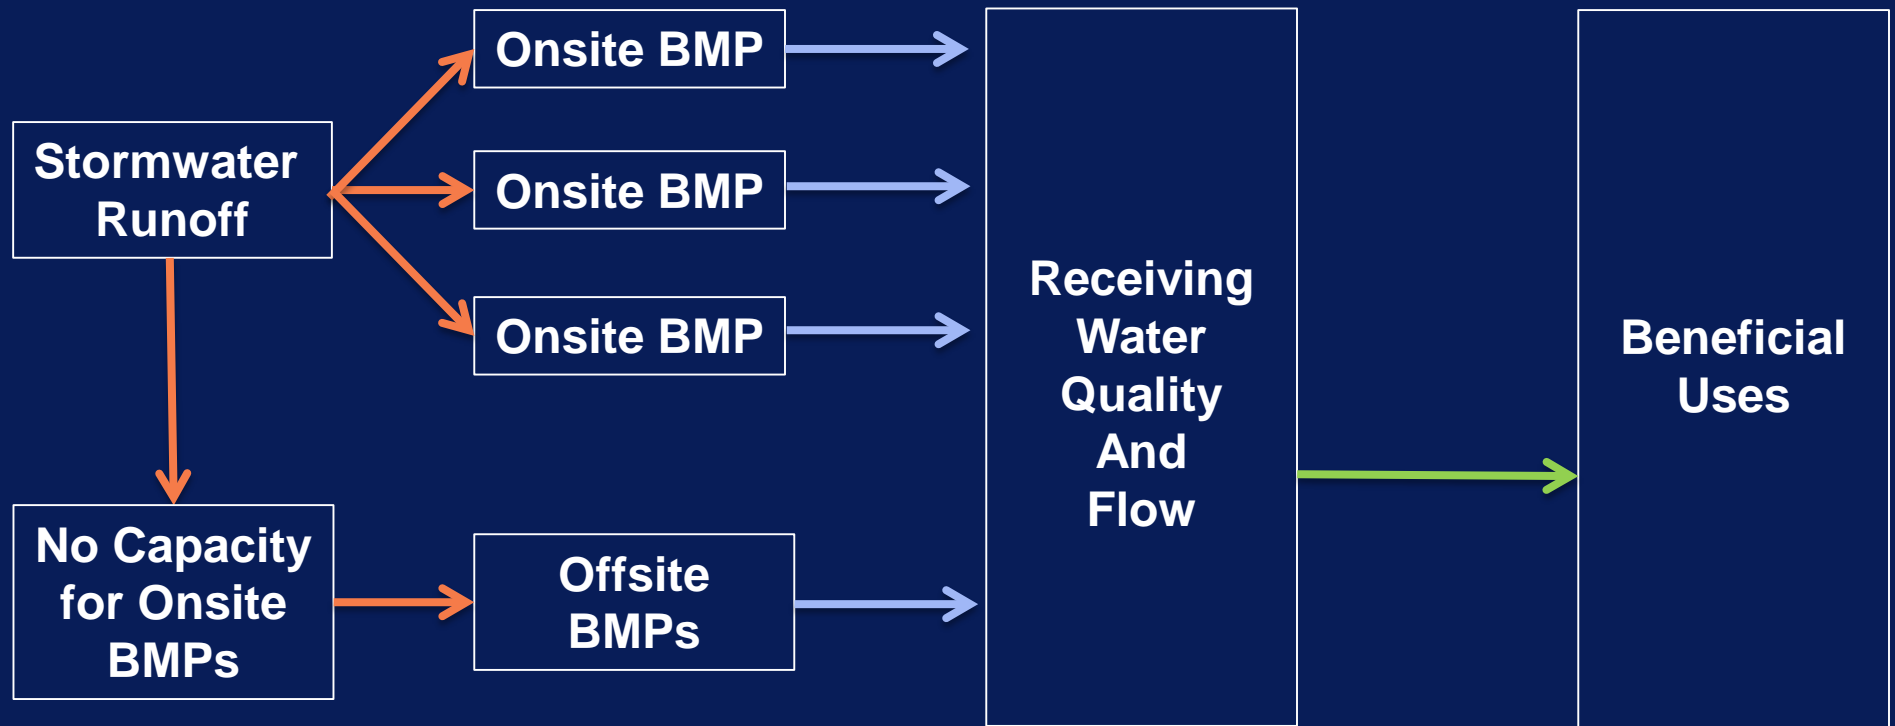 Stormwater
Runoff
Onsite BMP
Onsite BMP
Onsite BMP
No Capacity
for Onsite
BMPs
Offsite
BMPs
Receiving
Water
Quality
And
Flow
Beneficial
Uses